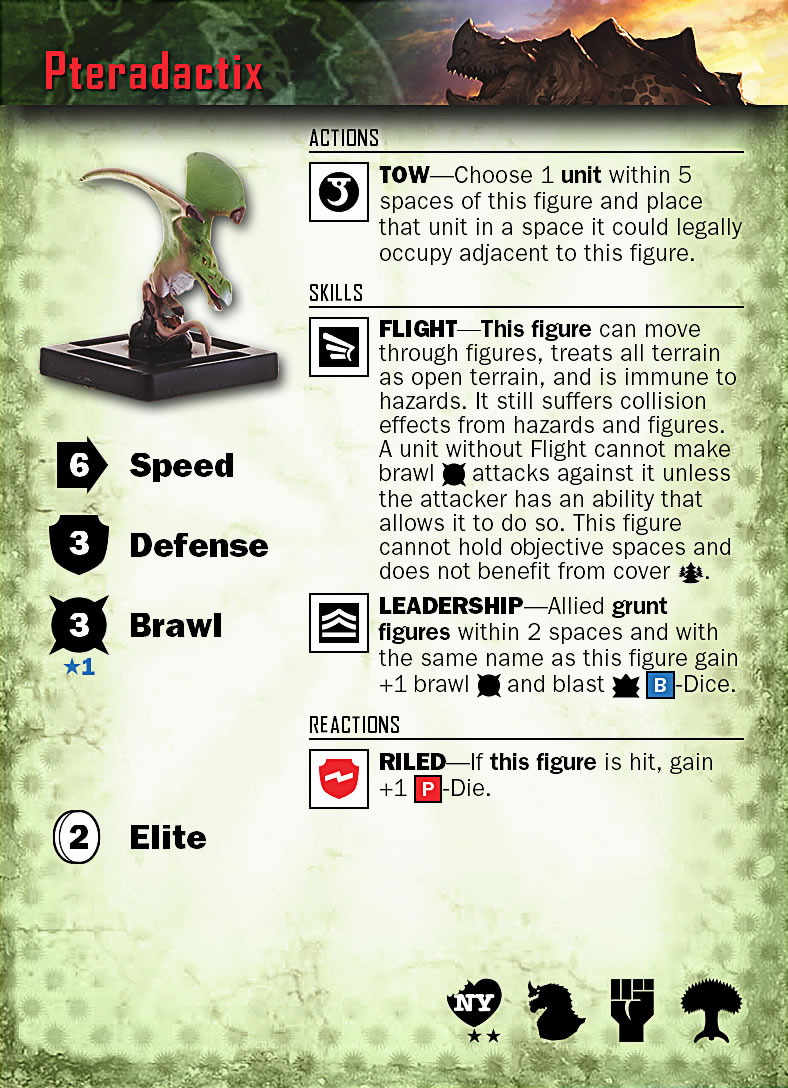 Pteradactix
ACTIONS
TOW—Choose 1 unit within 5
spaces of this figure and place
that unit in a space it could legally
occupy adjacent to this figure.
SKILLS
FLIGHT—This figure can move
through figures, treats all terrain
as open terrain, and is immune to
hazards. It still suffers collision
effects from hazards and figures.
A unit without Flight cannot make
brawl attacks against it unless
the attacker has an ability that
allows it to do so. This figure
cannot hold objective spaces and
does not benefit from cover .
LEADERSHIP—Allied grunt
figures within 2 spaces and with
the same name as this figure gain
+1 brawl and blast B-Dice.
REACTIONS
RILED—If this figure is hit, gain
+1 P-Die.
6 Speed
3 Defense
3 Brawl
★1
2 Elite
NY
★★